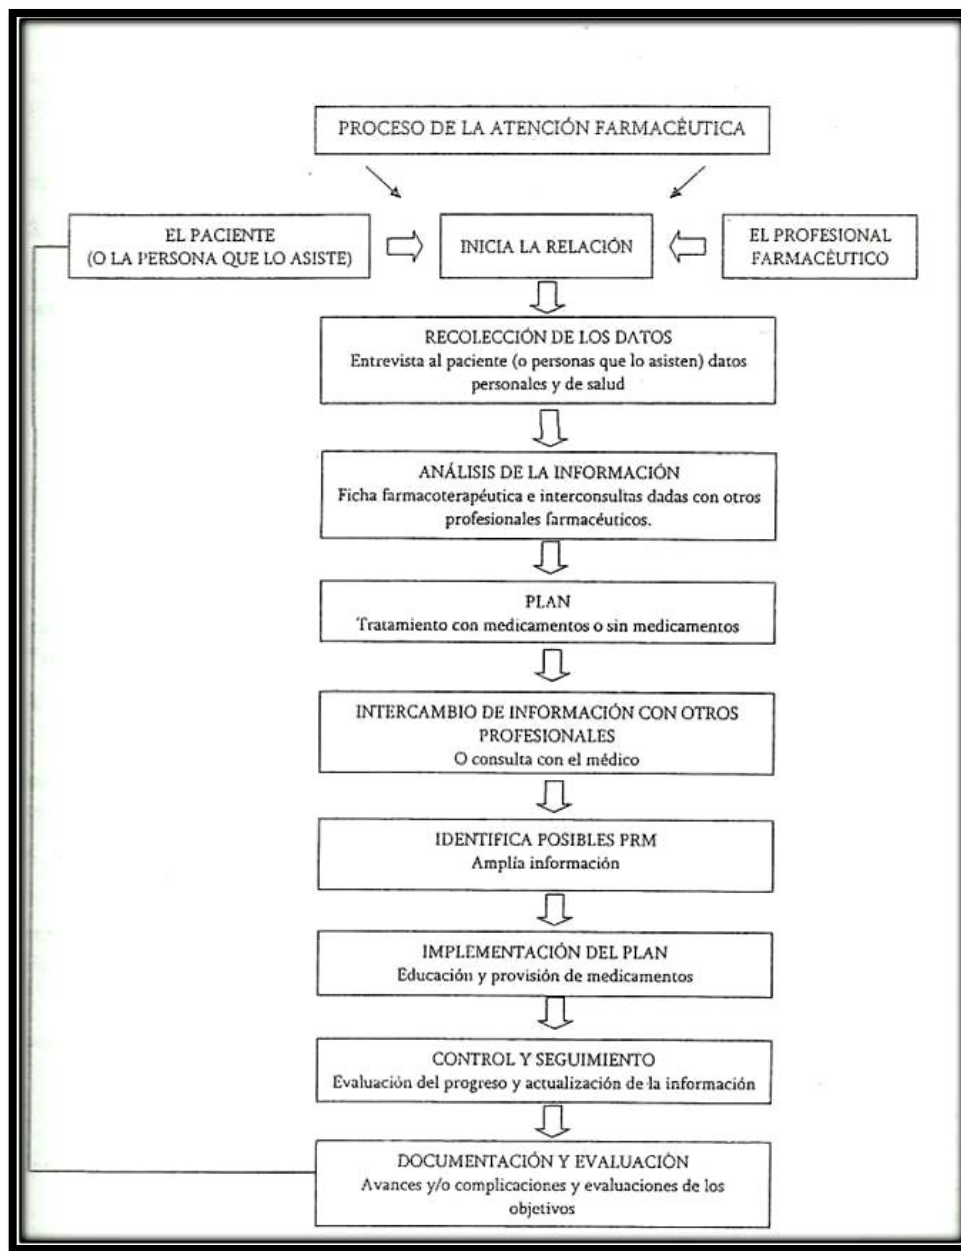 PROCESO DE LA ATENCIÓN FARMACÉUTICA
EL PACIENTE
(O LA PERSONA QUE LO ASISTE)
INICIA LA RELACIÓN
EL PROFESIONAL
FARMACÉUTICO
RECOLECCIÓN DE LOS DATOS
Entrevista al paciente (o personas que lo asisten) datos
personales y de salud
ANÁLISIS DE LA INFORMACIÓN
Ficha farmacoterapéutica e interconsultas dadas con otros
profesionales farmacéuticos.
PLAN
Tratamiento con medicamentos o sin medicamentos
INTERCAMBIO DE INFORMACIÓN CON OTROS
PROFESIONALES
O consulta con el médico
IDENTIFICA POSIBLES PRM
Amplía información
IMPLEMENTACIÓN DEL PLAN
Educación y provisión de medicamentos
CONTROL Y SEGUIMIENTO
Evaluación del progreso y actualización de la información
DOCUMENTACIÓN Y EVALUACIÓN
Avances y/o complicaciones y evaluaciones de los
objetivos